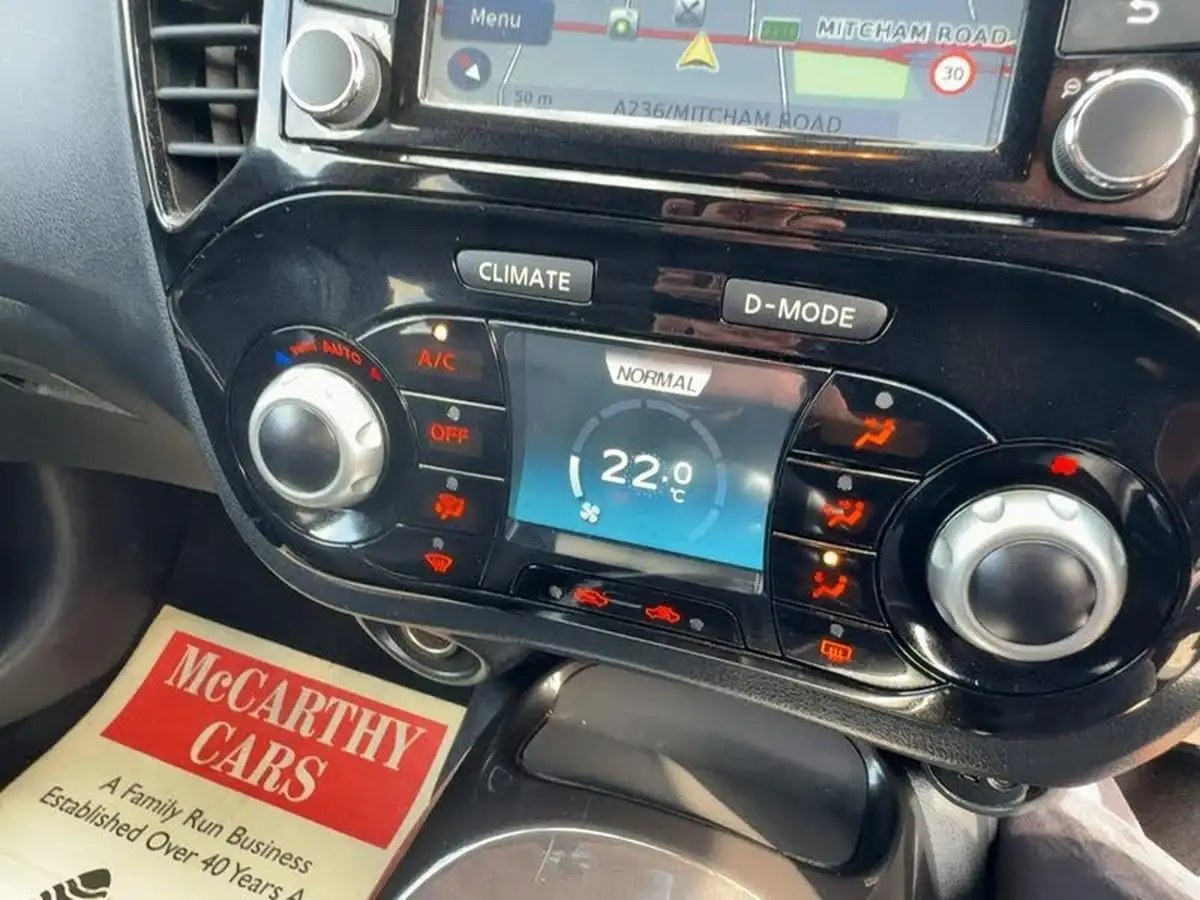 Menu
MITCHAM ROAD
30
50 m
A236/MITCHAM ROAD
CLIMATE
D-MODE
AUTO
A/C
OFF
NORMAL
22.0
°C
McCARTHY
CARS
A Family Run Business
Established Over 40 Years A